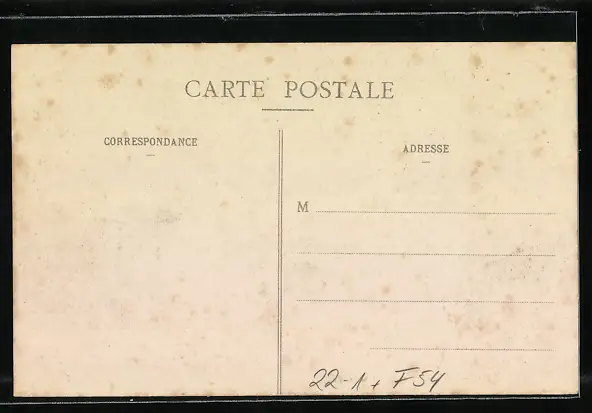 CARTE POSTALE
CORRESPONDANCE
ADRESSE
M
22-1 + F54